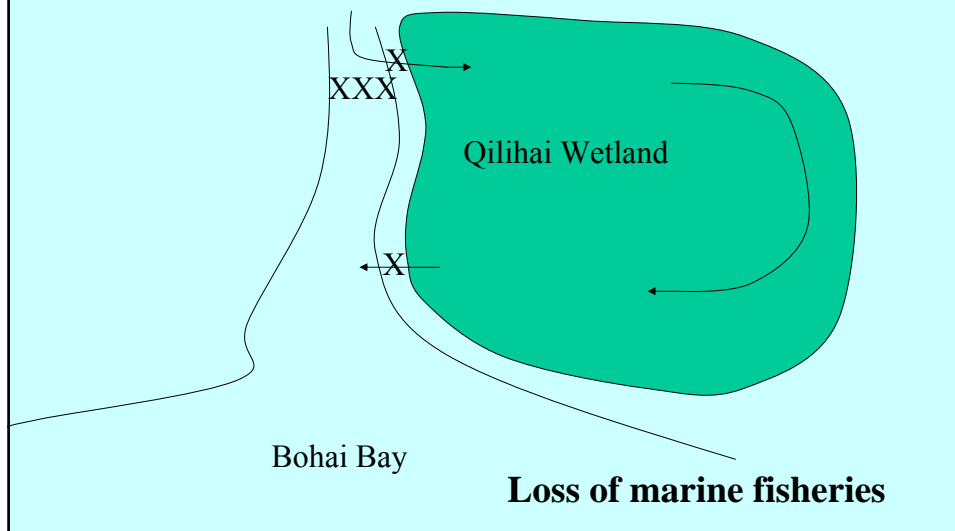 X
XXX
Qilihai Wetland
X
Bohai Bay
Loss of marine fisheries